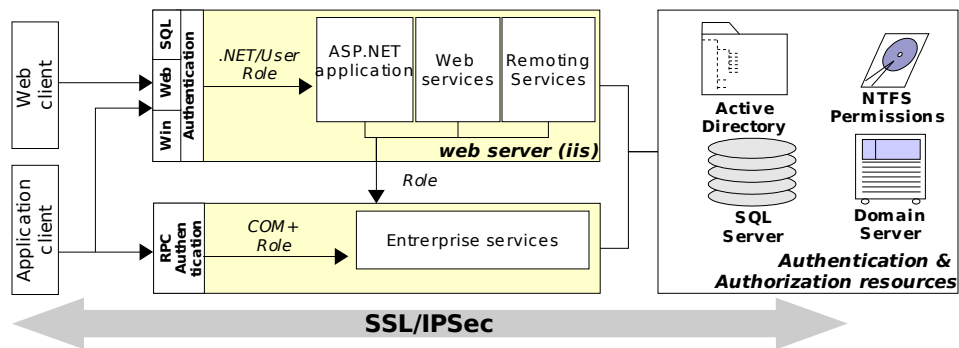 Web
client
Application
client
SQL
Web
Win
Authentication
.NET/User
Role
ASP.NET
application
Web
services
Remoting
Services
web server (iis)
Role
RPC
Authen
tication
COM+
Role
Entrerprise services
Active
Directory
NTFS
Permissions
SQL
Server
Domain
Server
Authentication &
Authorization resources
SSL/IPSec